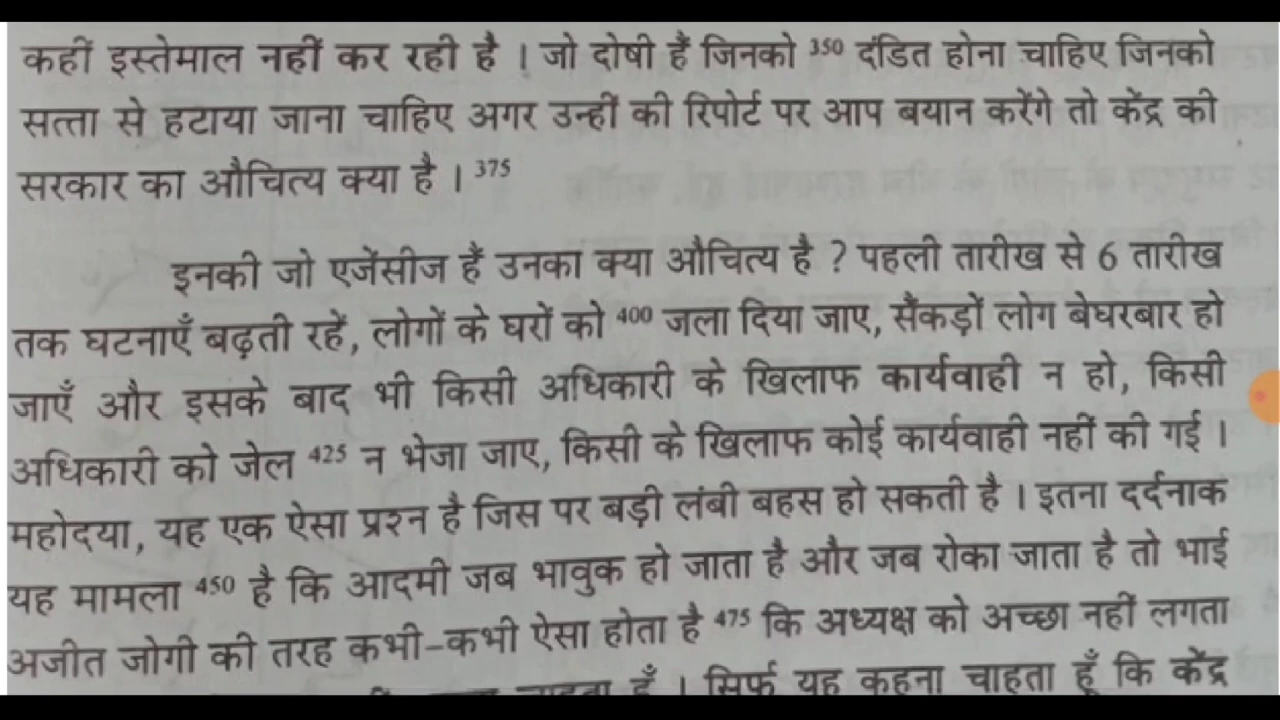 कहीं इस्तेमाल नहीं कर रही है । जो दोषी हैं जिनको 350 दंडित होना चाहिए जिनको
सत्ता से हटाया जाना चाहिए अगर उन्हीं की रिपोर्ट पर आप बयान करेंगे तो केंद्र की
सरकार का औचित्य क्या है । 375
इनकी जो एजेंसीज हैं उनका क्या औचित्य है ? पहली तारीख से 6 तारीख
तक घटनाएँ बढ़ती रहें, लोगों के घरों को 400 जला दिया जाए, सैंकड़ों लोग बेघरबार हो
जाएँ और इसके बाद भी किसी अधिकारी के खिलाफ कार्यवाही न हो, किसी
अधिकारी को जेल 425 न भेजा जाए, किसी के खिलाफ कोई कार्यवाही नहीं की गई ।
महोदया, यह एक ऐसा प्रश्न है जिस पर बड़ी लंबी बहस हो सकती है । इतना दर्दनाक
यह मामला 450 है कि आदमी जब भावुक हो जाता है और जब रोका जाता है तो भाई
अजीत जोगी की तरह कभी-कभी ऐसा होता है 475 कि अध्यक्ष को अच्छा नहीं लगता
हूँ । सिर्फ यह कहना चाहता हूँ कि केंद्र